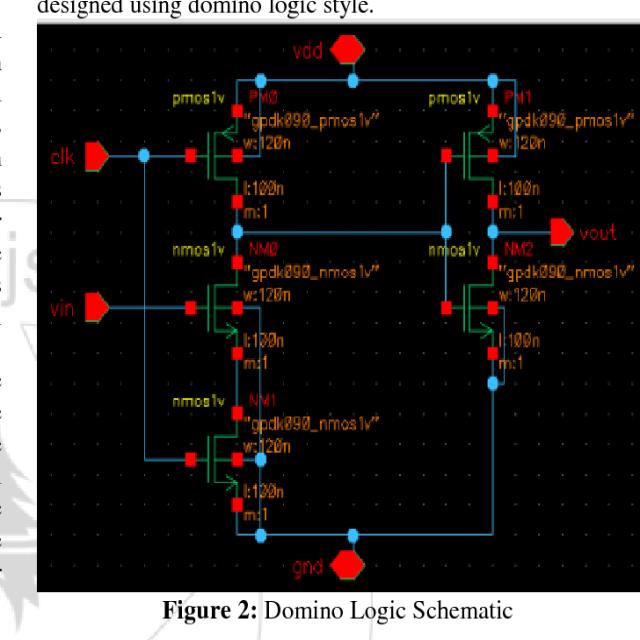 designed using domino logic style.
vdd
pmos1v PM0
"gpdk090_pmos1v"
w:120n
l:100n
m:1
pmos1v PM1
"gpdk090_pmos1v"
w:120n
l:100n
m:1
clk
nmos1v NM0
"gpdk090_nmos1v"
w:120n
l:100n
m:1
nmos1v NM2
"gpdk090_nmos1v"
w:120n
l:100n
m:1
vout
vin
nmos1v NM1
"gpdk090_nmos1v"
w:120n
l:100n
m:1
gnd
Figure 2: Domino Logic Schematic